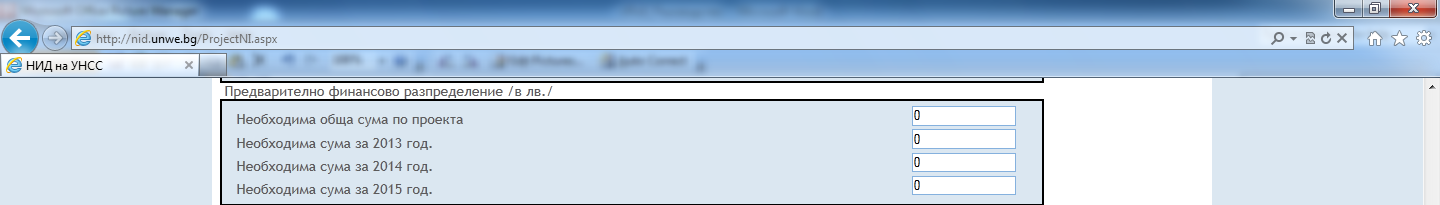 http://nid.unwe.bg/ProjectNI.aspx
НИД на УНСС
Предварително финансово разпределение /в лв./
Необходима обща сума по проекта 0
Необходима сума за 2013 год. 0
Необходима сума за 2014 год. 0
Необходима сума за 2015 год. 0